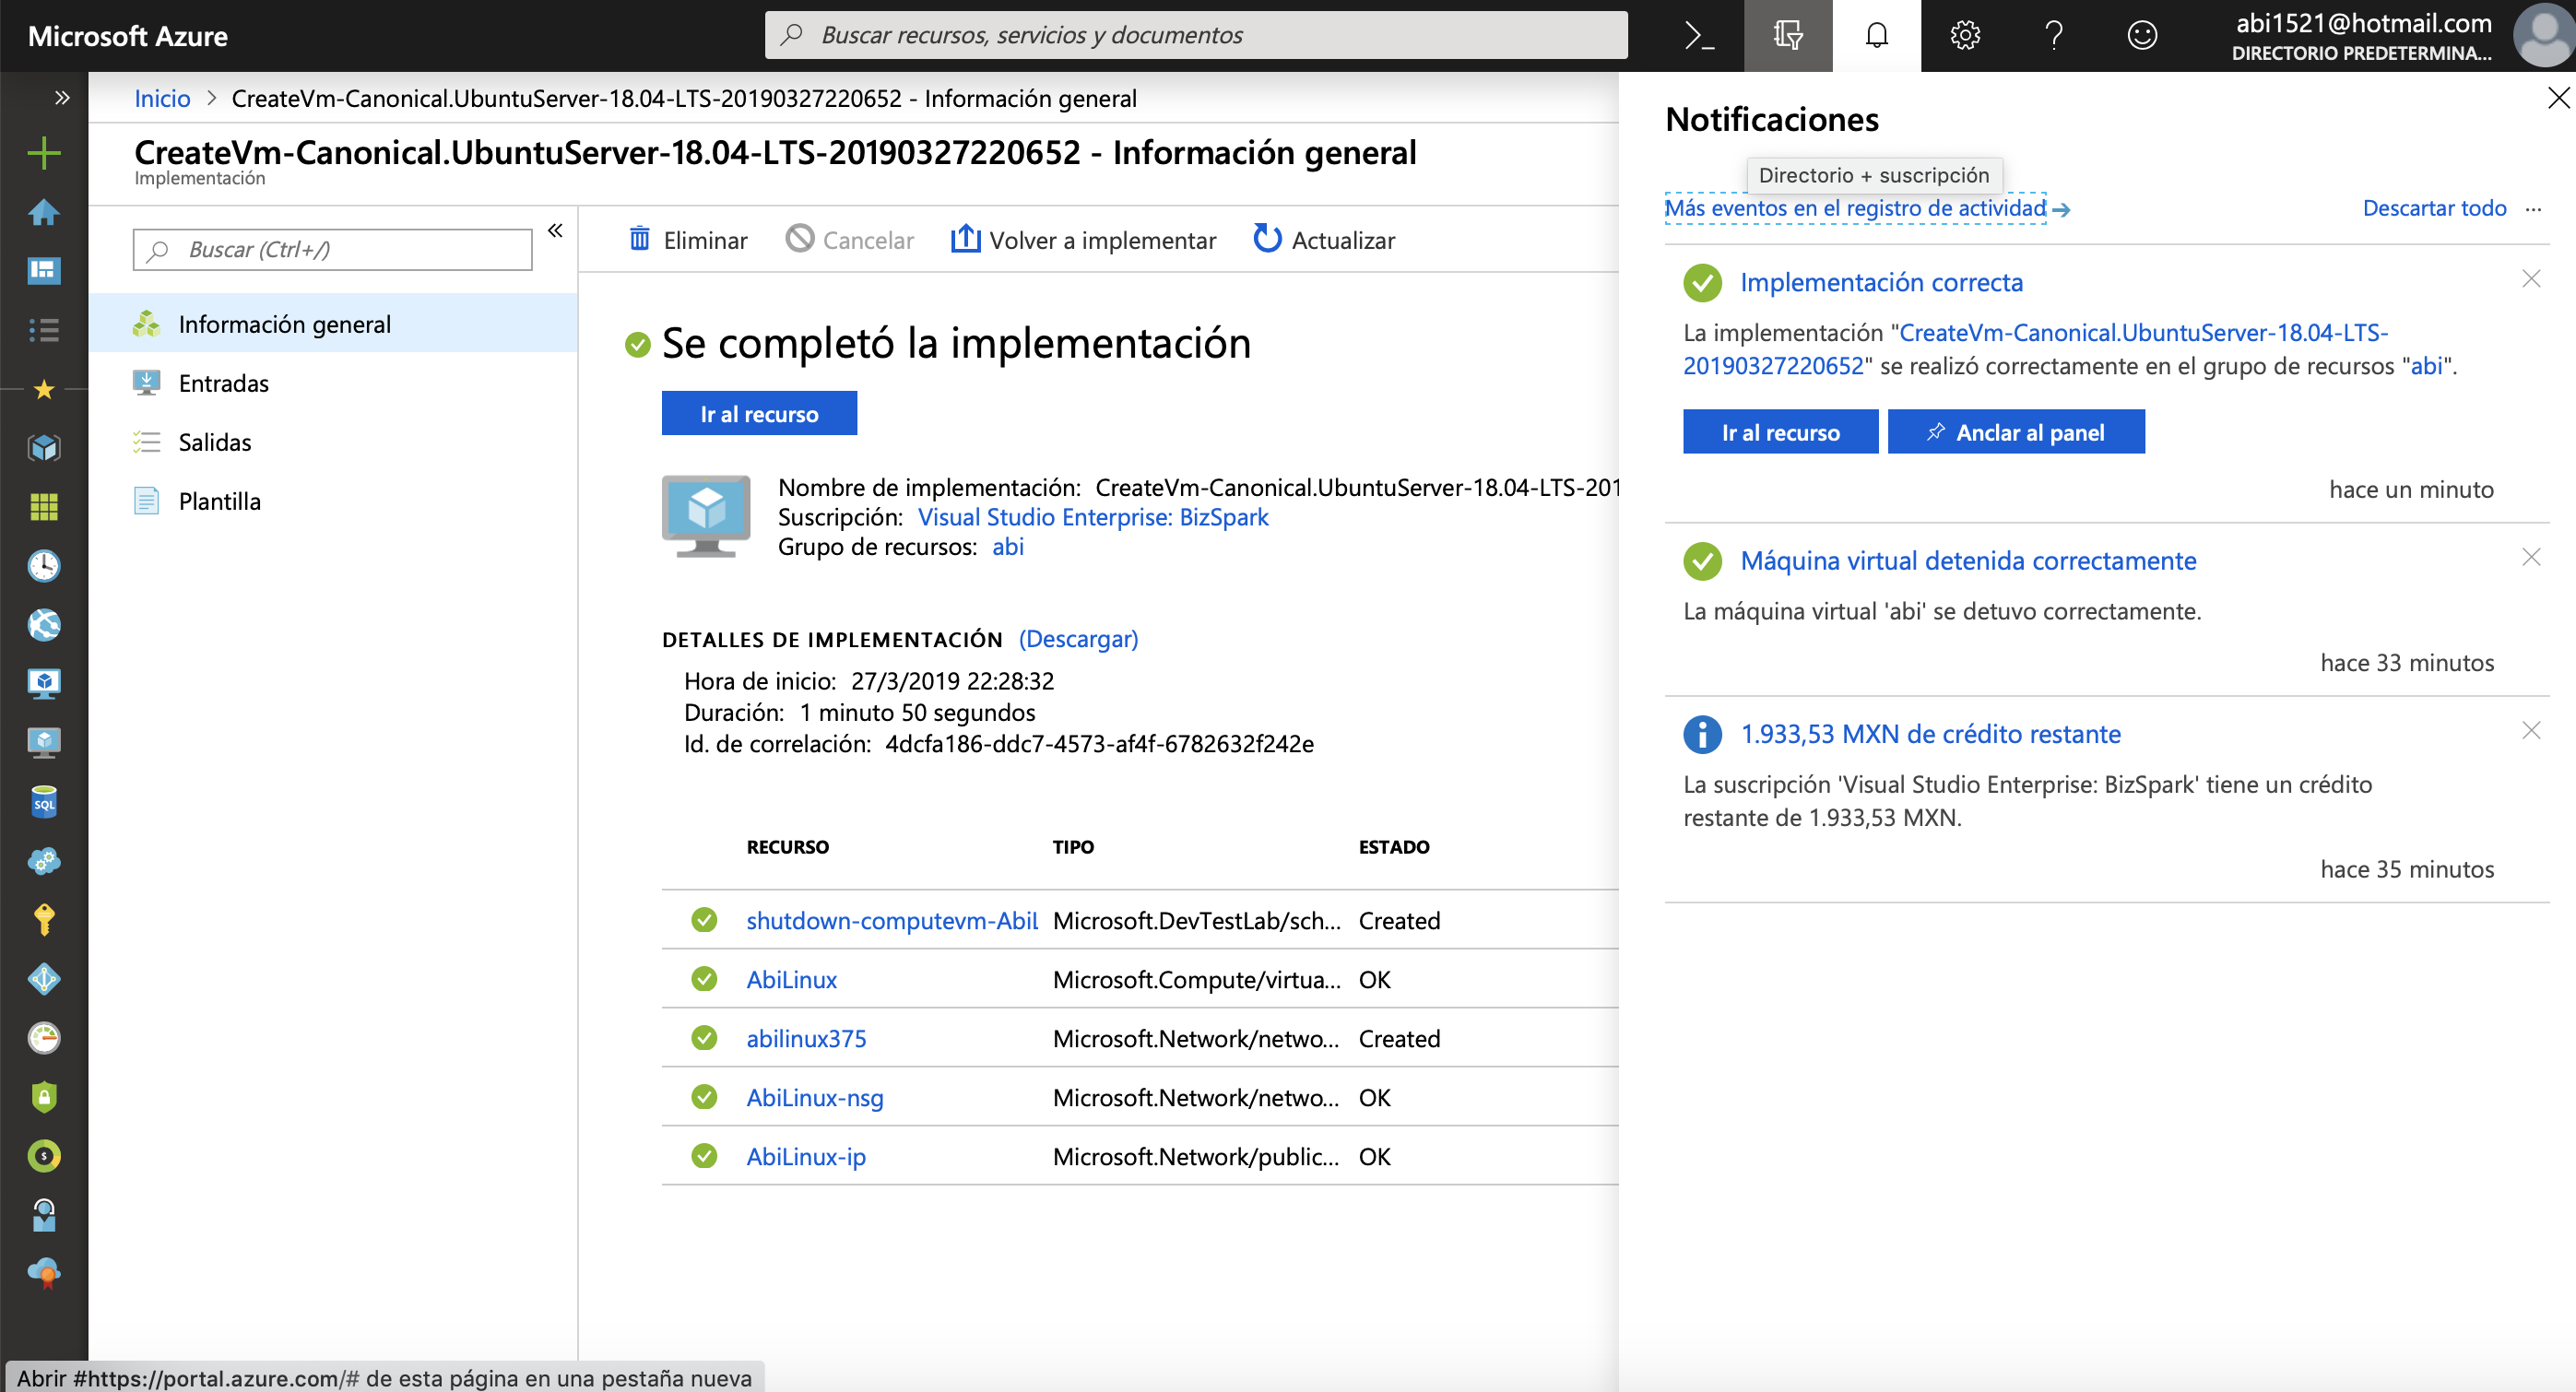 Microsoft Azure
Buscar recursos, servicios y documentos
abi1521@hotmail.com
DIRECTORIO PREDETERMINA...
Inicio > CreateVm-Canonical.UbuntuServer-18.04-LTS-20190327220652 - Información general
CreateVm-Canonical.UbuntuServer-18.04-LTS-20190327220652 - Información general
Implementación
Buscar (Ctrl+/)
Información general
Entradas
Salidas
Plantilla
Eliminar Cancelar Volver a implementar Actualizar
Se completó la implementación
Ir al recurso
Nombre de implementación: CreateVm-Canonical.UbuntuServer-18.04-LTS-201
Suscripción: Visual Studio Enterprise: BizSpark
Grupo de recursos: abi
DETALLES DE IMPLEMENTACIÓN (Descargar)
Hora de inicio: 27/3/2019 22:28:32
Duración: 1 minuto 50 segundos
Id. de correlación: 4dcfa186-ddc7-4573-af4f-6782632f242e
RECURSO TIPO ESTADO
shutdown-computevm-AbiL Microsoft.DevTestLab/sch... Created
AbiLinux Microsoft.Compute/virtua... OK
abilinux375 Microsoft.Network/netwo... Created
AbiLinux-nsg Microsoft.Network/netwo... OK
AbiLinux-ip Microsoft.Network/public... OK
Notificaciones
Directorio + suscripción
Más eventos en el registro de actividad → Descartar todo ...
Implementación correcta
La implementación "CreateVm-Canonical.UbuntuServer-18.04-LTS-
20190327220652" se realizó correctamente en el grupo de recursos "abi".
Ir al recurso Anclar al panel
hace un minuto
Máquina virtual detenida correctamente
La máquina virtual 'abi' se detuvo correctamente.
hace 33 minutos
1.933,53 MXN de crédito restante
La suscripción 'Visual Studio Enterprise: BizSpark' tiene un crédito
restante de 1.933,53 MXN.
hace 35 minutos
SQL
Abrir #https://portal.azure.com/# de esta página en una pestaña nueva